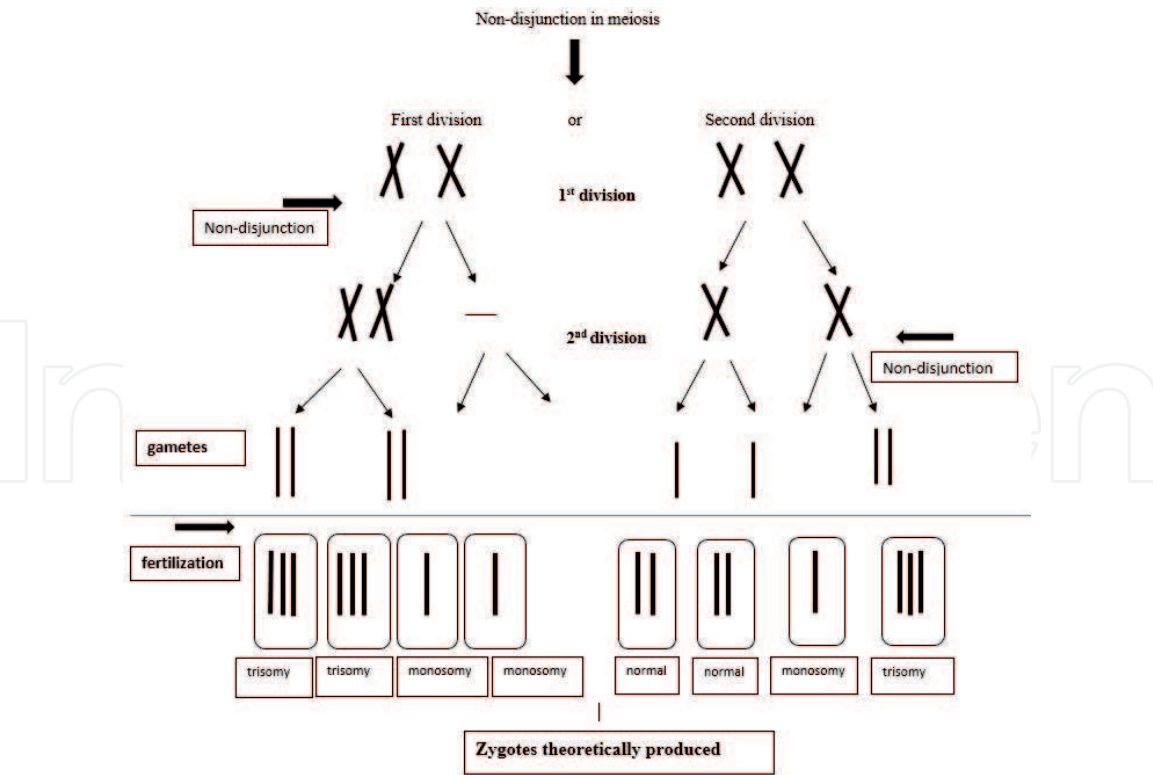 Non-disjunction in meiosis
First division
or
Second division
1st division
Non-disjunction
2nd division
Non-disjunction
gametes
fertilization
trisomy
trisomy
monosomy
monosomy
normal
normal
monosomy
trisomy
Zygotes theoretically produced